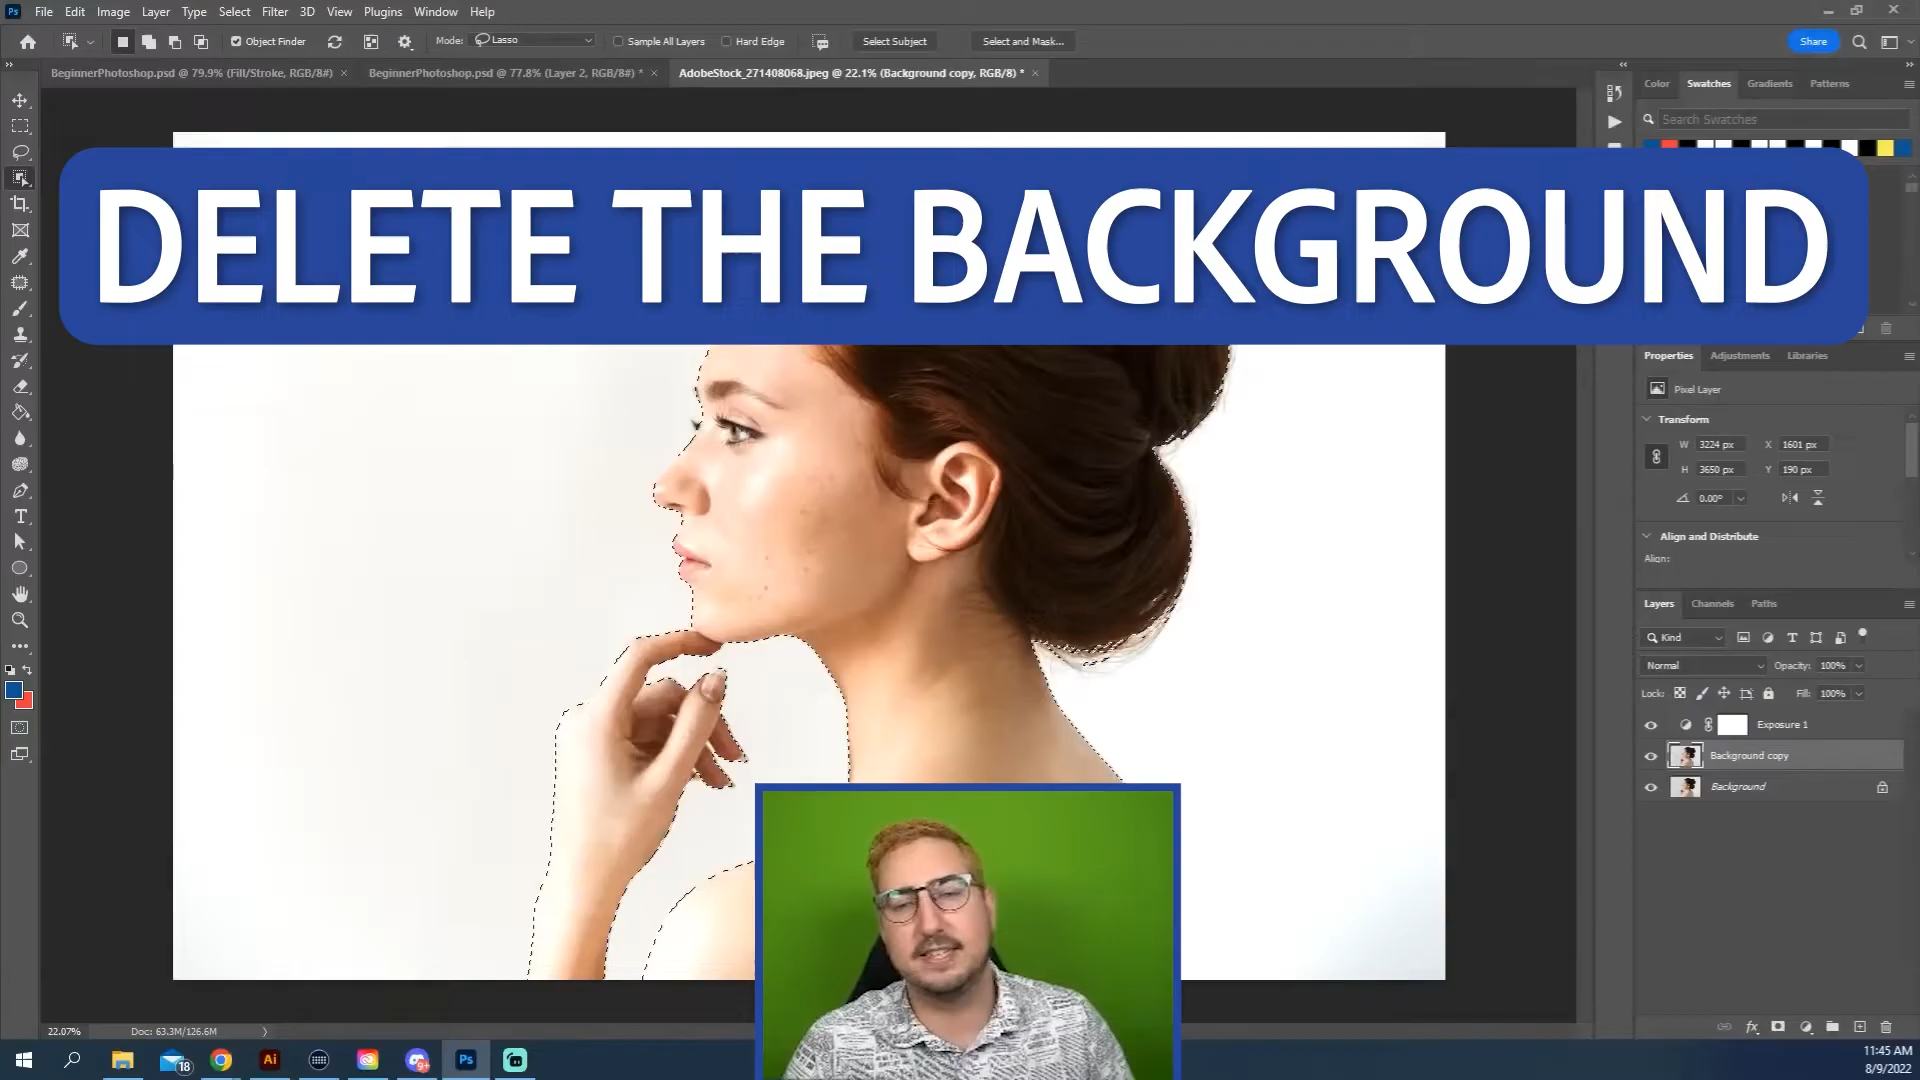 Ps File Edit Image Layer Type Select Filter 3D View Plugins Window Help
Object Finder Mode: Lasso Sample All Layers Hard Edge Select Subject Select and Mask... Share
BeginnerPhotoshop.psd @ 79.9% (Fill/Stroke, RGB/8#) × BeginnerPhotoshop.psd @ 77.8% (Layer 2, RGB/8#) * × AdobeStock_271408068.jpeg @ 22.1% (Background copy, RGB/8) * ×
Color Swatches Gradients Patterns
Search Swatches
DELETE THE BACKGROUND
Properties Adjustments Libraries
Pixel Layer
Transform
W 3224 px X 1601 px
H 3650 px Y 190 px
0.00°
Align and Distribute
Align:
Layers Channels Paths
Kind
Normal Opacity: 100%
Lock: Fill: 100%
Exposure 1
Background copy
Background
22.07% Doc: 63.3M/126.6M
18 Ai 9+ Ps
11:45 AM
8/9/2022